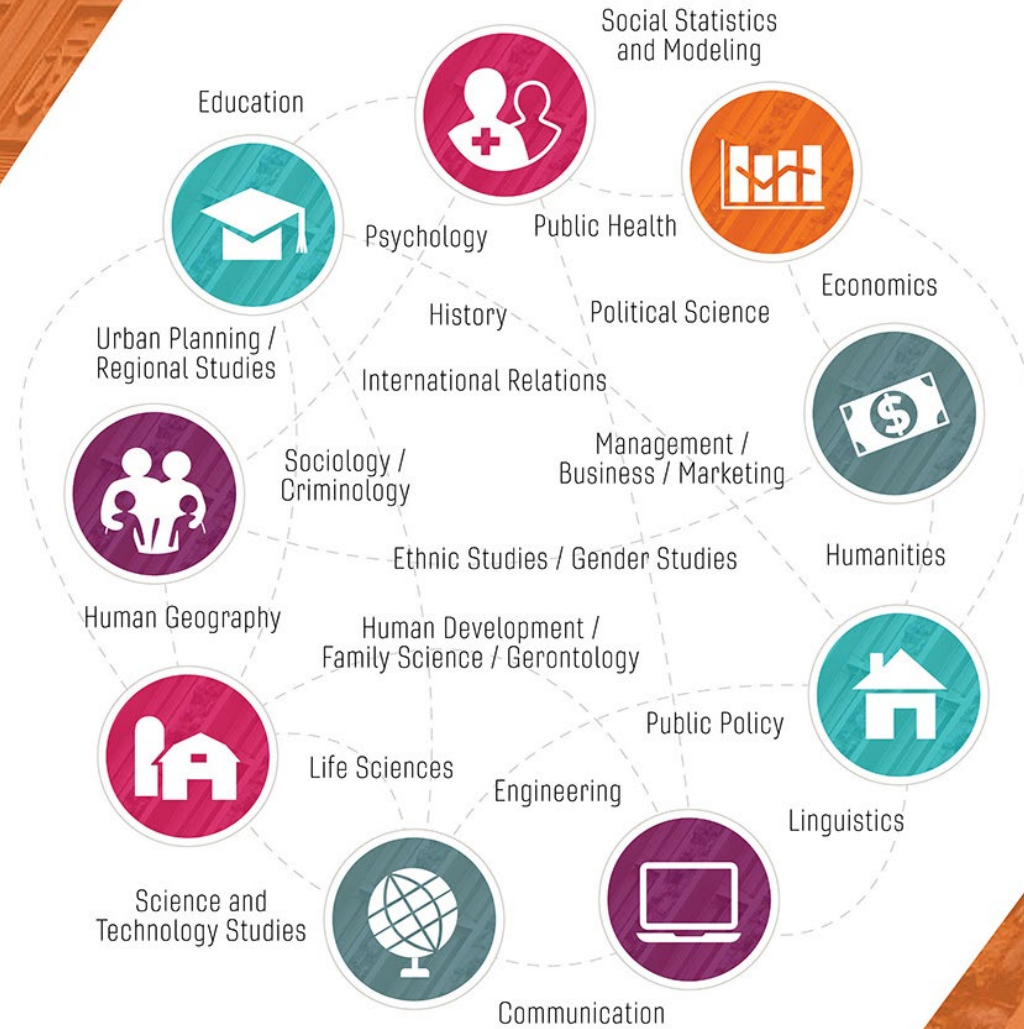 Social Statistics
and Modeling
Education
Psychology
Public Health
Economics
History
Political Science
Urban Planning /
Regional Studies
International Relations
Sociology /
Criminology
Management /
Business / Marketing
$
Ethnic Studies / Gender Studies
Humanities
Human Geography
Human Development /
Family Science / Gerontology
Public Policy
Life Sciences
Engineering
Linguistics
Science and
Technology Studies
Communication